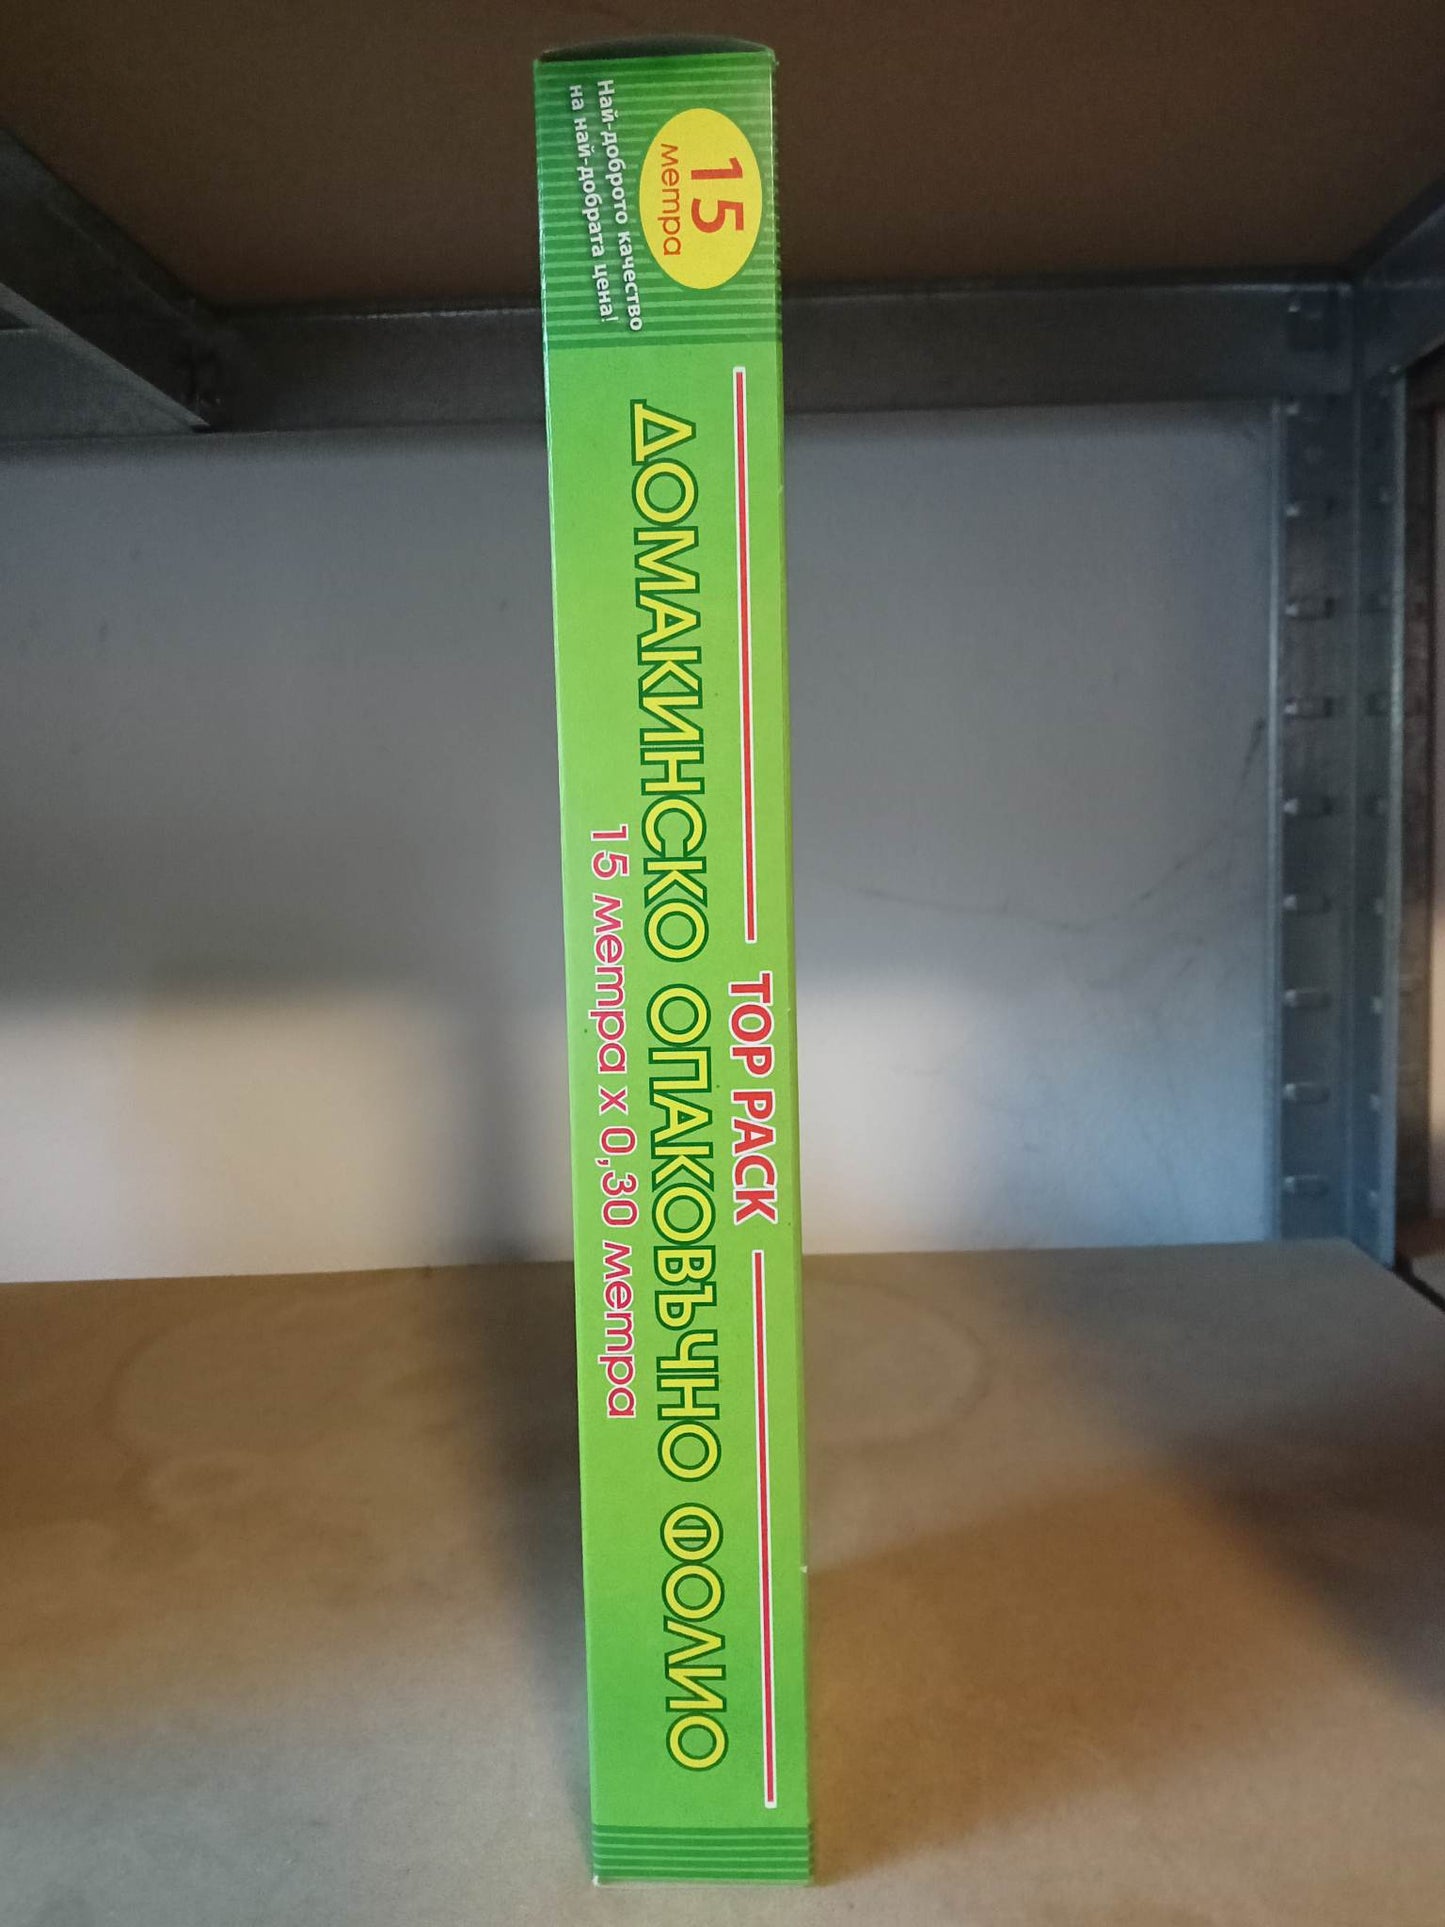 15
метра
Най-доброто качество
на най-добрата цена!
TOP PACK
ДОМАКИНСКО ОПАКОВЪЧНО ФОЛИО
15 метра x 0,30 метра